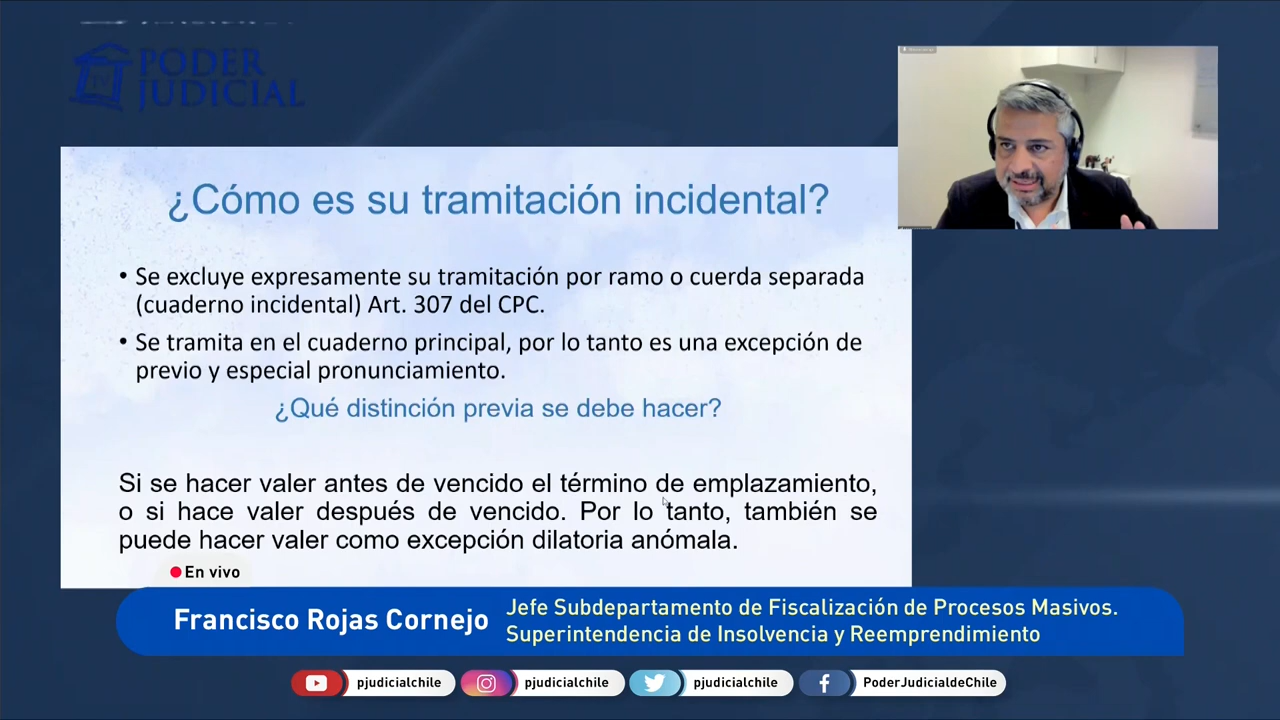 PODER
JUDICIAL
¿Cómo es su tramitación incidental?
• Se excluye expresamente su tramitación por ramo o cuerda separada
(cuaderno incidental) Art. 307 del CPC.
• Se tramita en el cuaderno principal, por lo tanto es una excepción de
previo y especial pronunciamiento.
¿Qué distinción previa se debe hacer?
Si se hacer valer antes de vencido el término de emplazamiento,
o si hace valer después de vencido. Por lo tanto, también se
puede hacer valer como excepción dilatoria anómala.
En vivo
Francisco Rojas Cornejo
Jefe Subdepartamento de Fiscalización de Procesos Masivos.
Superintendencia de Insolvencia y Reemprendimiento
pjudicialchile
pjudicialchile
pjudicialchile
PoderJudicialdeChile